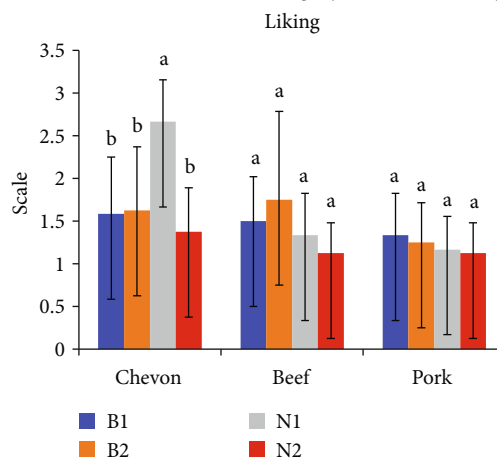 Liking
3.5
3
2.5
2
1.5
1
0.5
0
Scale
b b a b
a a a a
a a a a
Chevon Beef Pork
B1 N1
B2 N2